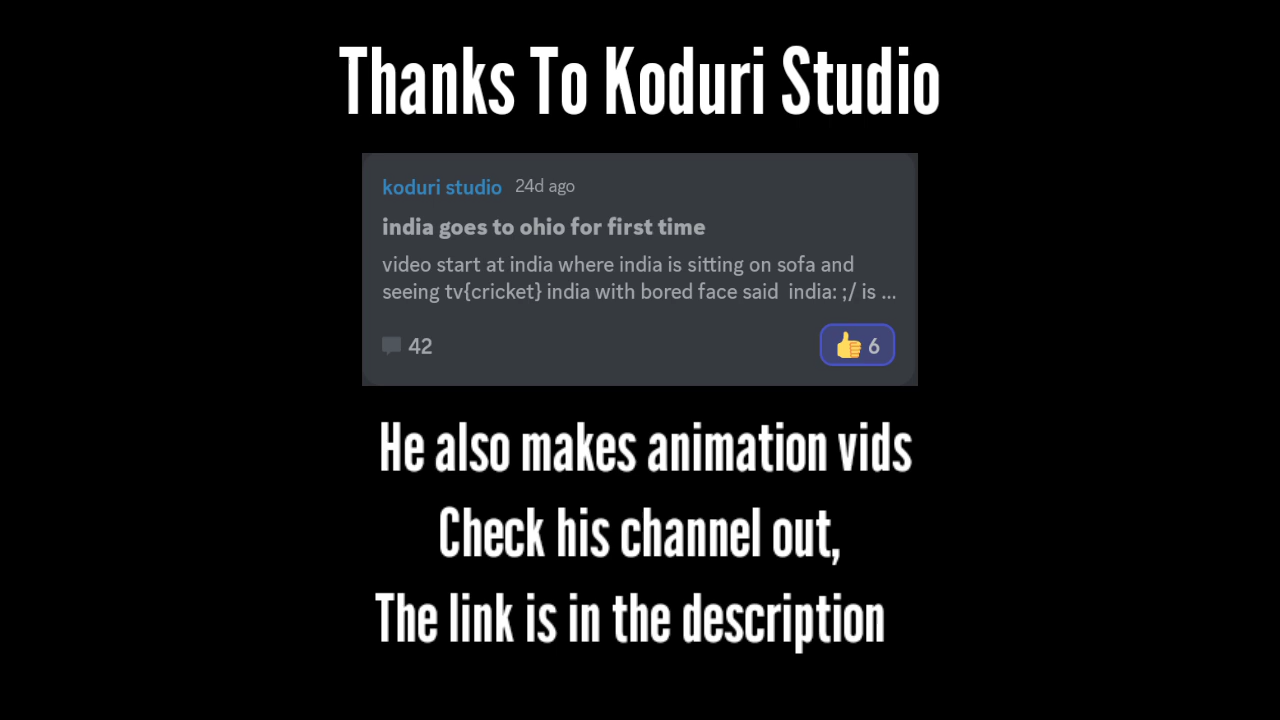 Thanks To Koduri Studio
koduri studio 24d ago
india goes to ohio for first time
video start at india where india is sitting on sofa and
seeing tv{cricket} india with bored face said  india: ;/ is ...
42
6
He also makes animation vids
Check his channel out,
The link is in the description